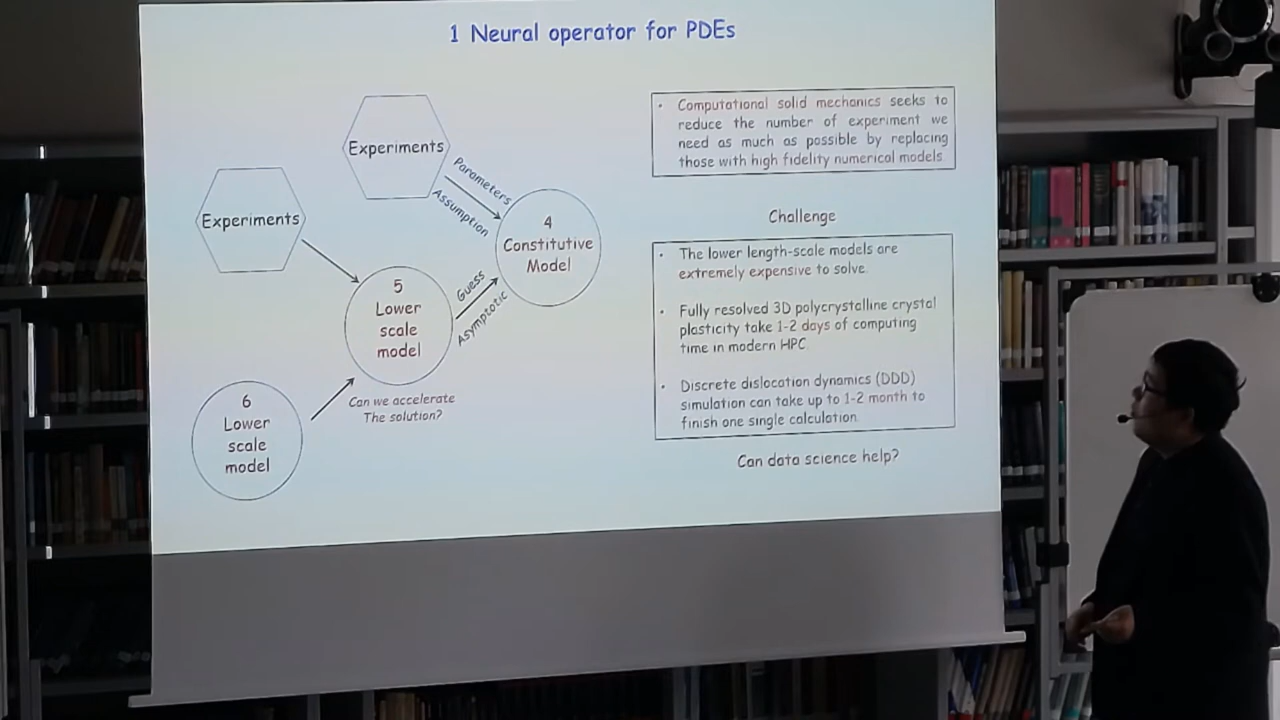 1 Neural operator for PDEs
Experiments
Experiments
Parameters
Assumption
4
Constitutive
Model
5
Lower
scale
model
Guess
Asymptotic
6
Lower
scale
model
Can we accelerate
The solution?
• Computational solid mechanics seeks to
reduce the number of experiment we
need as much as possible by replacing
those with high fidelity numerical models.
Challenge
• The lower length-scale models are
extremely expensive to solve.
• Fully resolved 3D polycrystalline crystal
plasticity take 1-2 days of computing
time in modern HPC.
• Discrete dislocation dynamics (DDD)
simulation can take up to 1-2 month to
finish one single calculation.
Can data science help?